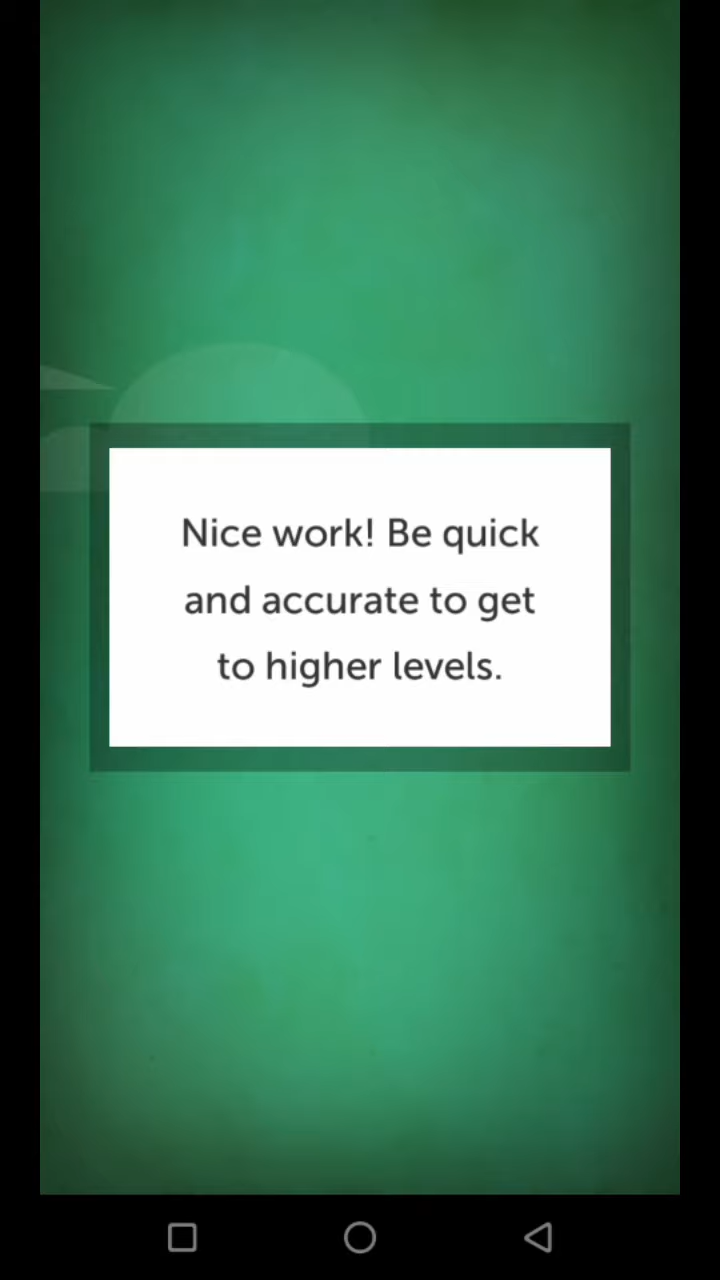 Nice work! Be quick
and accurate to get
to higher levels.